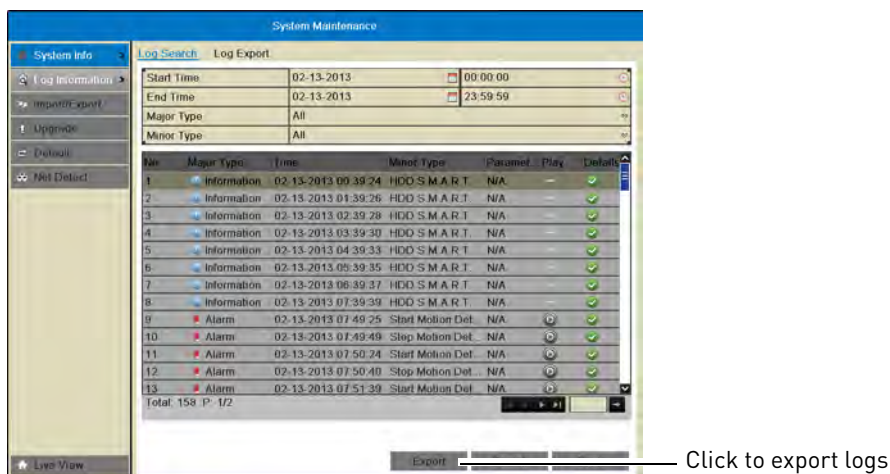 System Maintenance
System Info
Log Information
Import/Export
Upgrade
Default
Net Detect
Live View
Log Search Log Export
Start Time 02-13-2013 00:00:00
End Time 02-13-2013 23:59:59
Major Type All
Minor Type All
No. Major Type Time Minor Type Paramet.. Play Details
1 Information 02-13-2013 00:39:24 HDD S.M.A.R.T. N/A —
2 Information 02-13-2013 01:39:26 HDD S.M.A.R.T. N/A —
3 Information 02-13-2013 02:39:28 HDD S.M.A.R.T. N/A —
4 Information 02-13-2013 03:39:30 HDD S.M.A.R.T. N/A —
5 Information 02-13-2013 04:39:33 HDD S.M.A.R.T. N/A —
6 Information 02-13-2013 05:39:35 HDD S.M.A.R.T. N/A —
7 Information 02-13-2013 06:39:37 HDD S.M.A.R.T. N/A —
8 Information 02-13-2013 07:39:39 HDD S.M.A.R.T. N/A —
9 Alarm 02-13-2013 07:49:25 Start Motion Det... N/A
10 Alarm 02-13-2013 07:49:49 Stop Motion Det... N/A
11 Alarm 02-13-2013 07:50:24 Start Motion Det... N/A
12 Alarm 02-13-2013 07:50:40 Stop Motion Det... N/A
13 Alarm 02-13-2013 07:51:39 Start Motion Det... N/A
Total: 158 P: 1/2
Export
Click to export logs